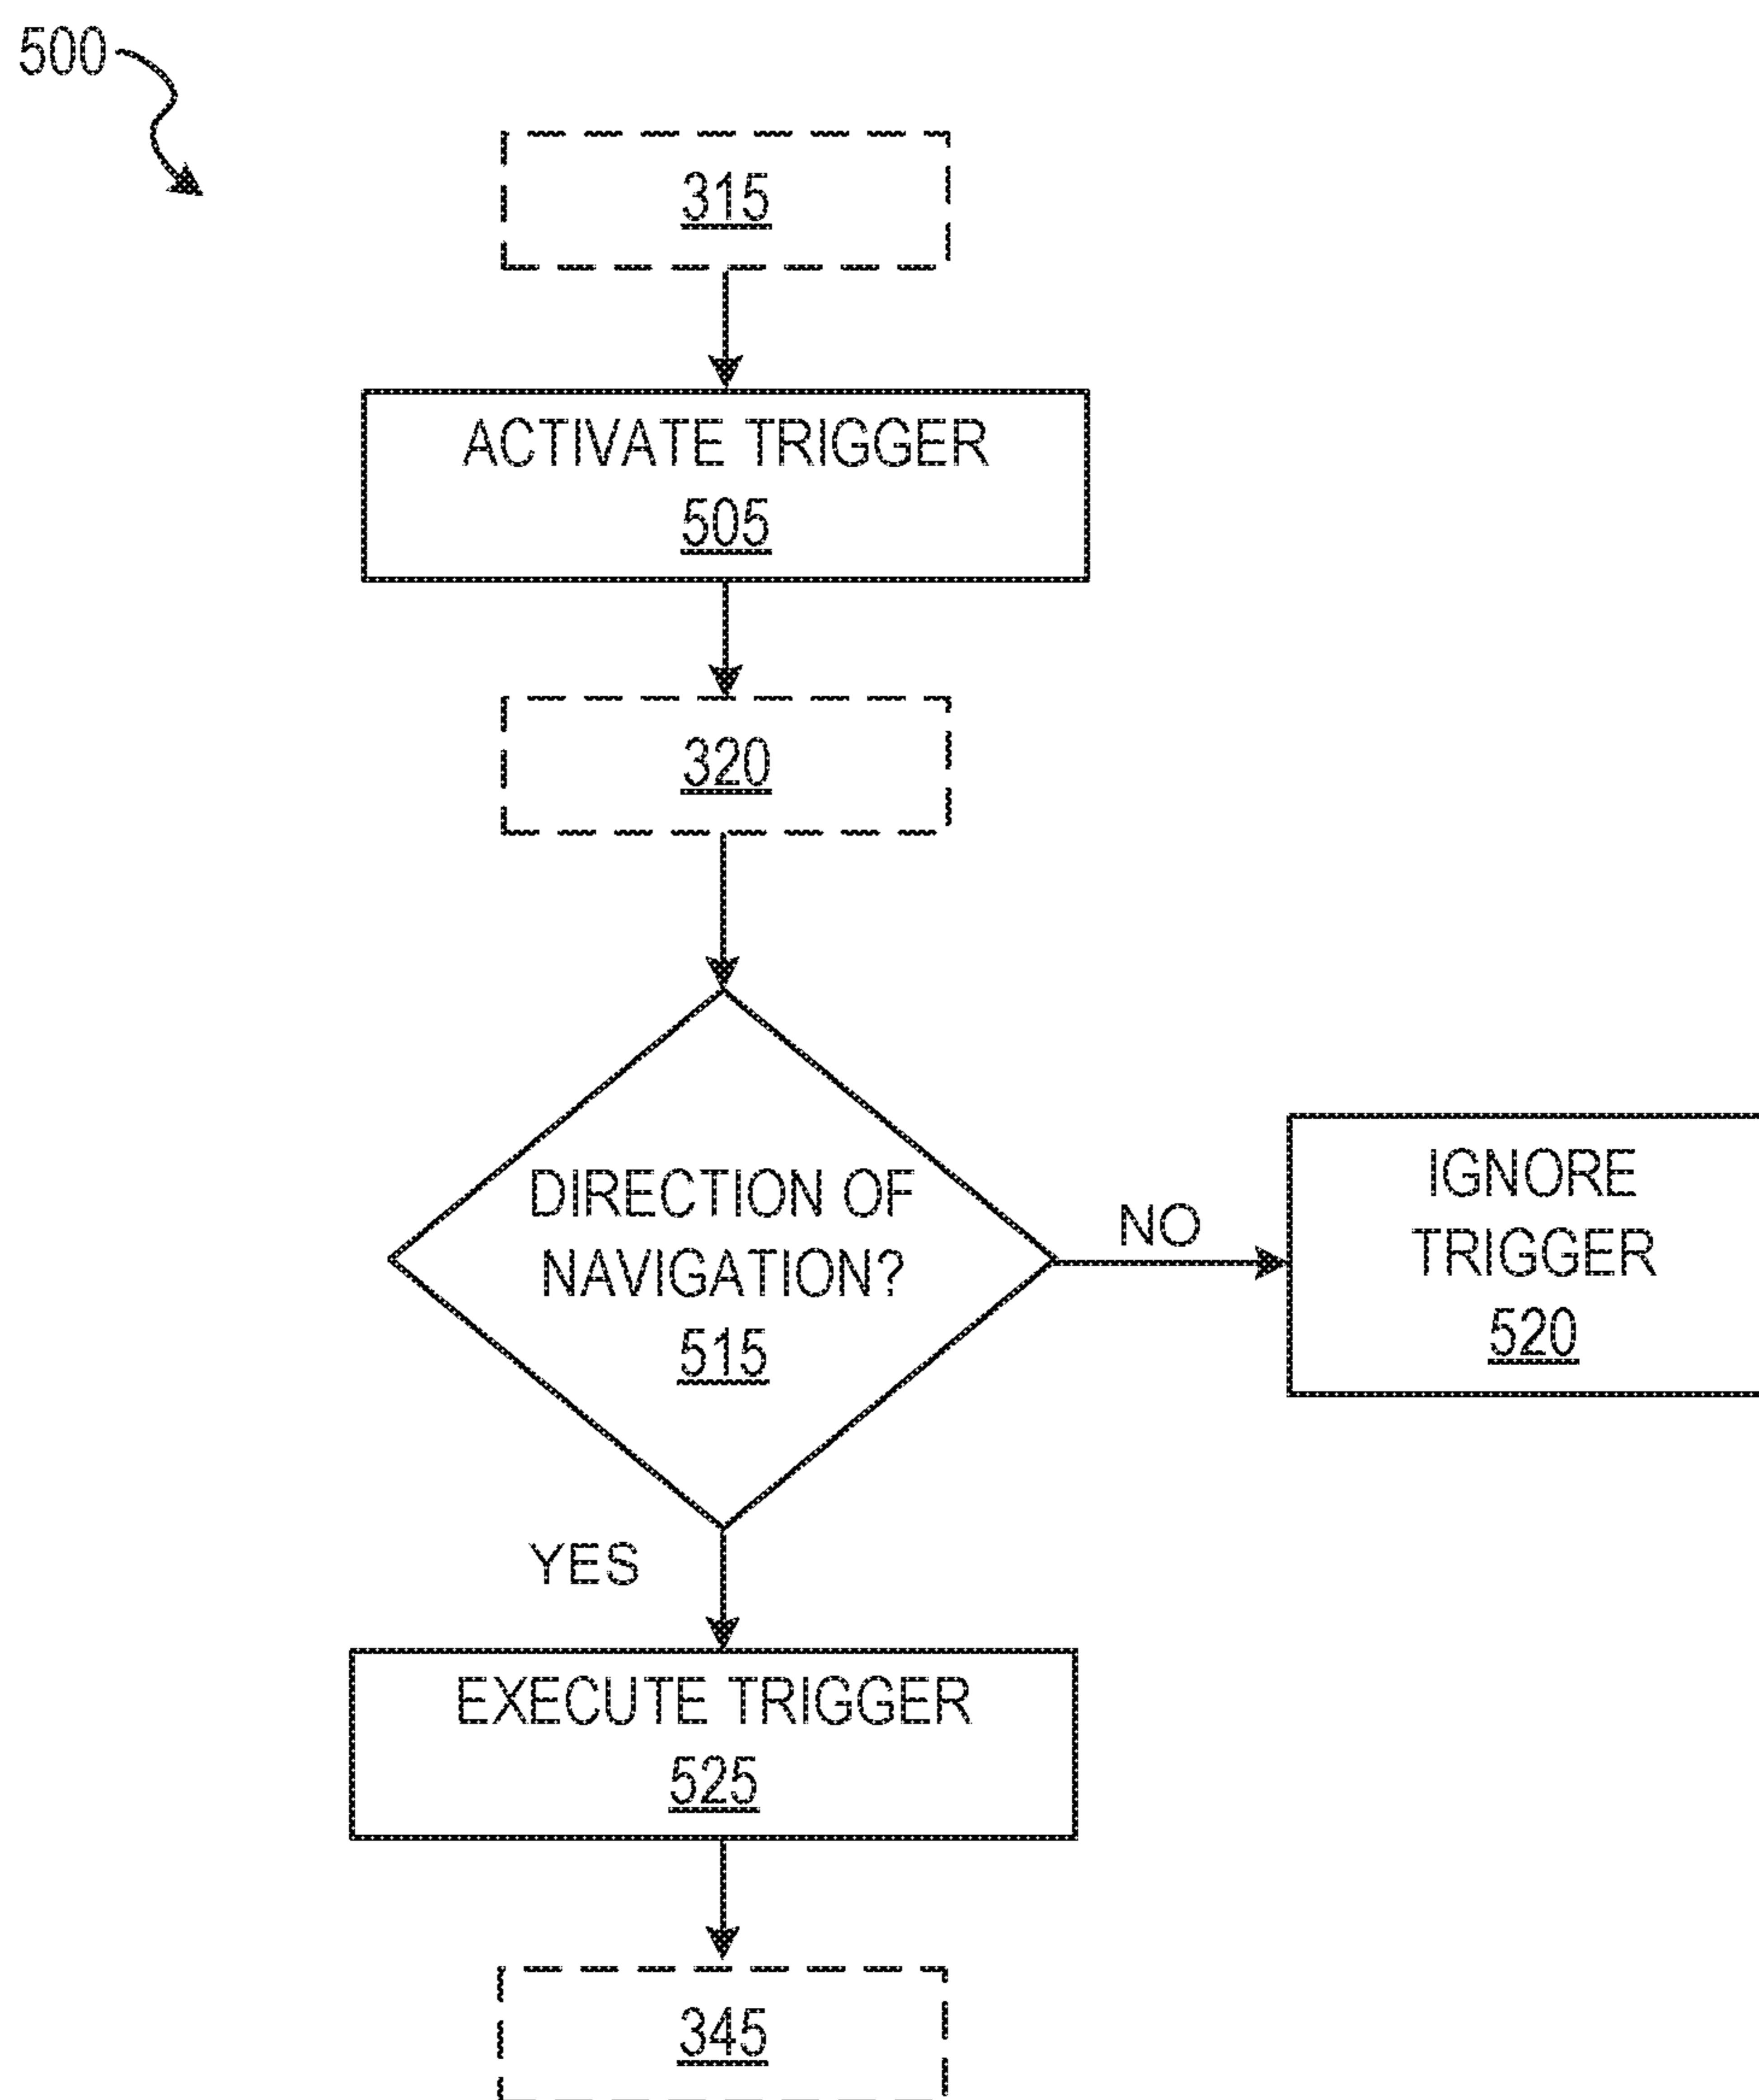 500
315
ACTIVATE TRIGGER
505
320
DIRECTION OF
NAVIGATION?
515
NO
IGNORE
TRIGGER
520
YES
EXECUTE TRIGGER
525
345